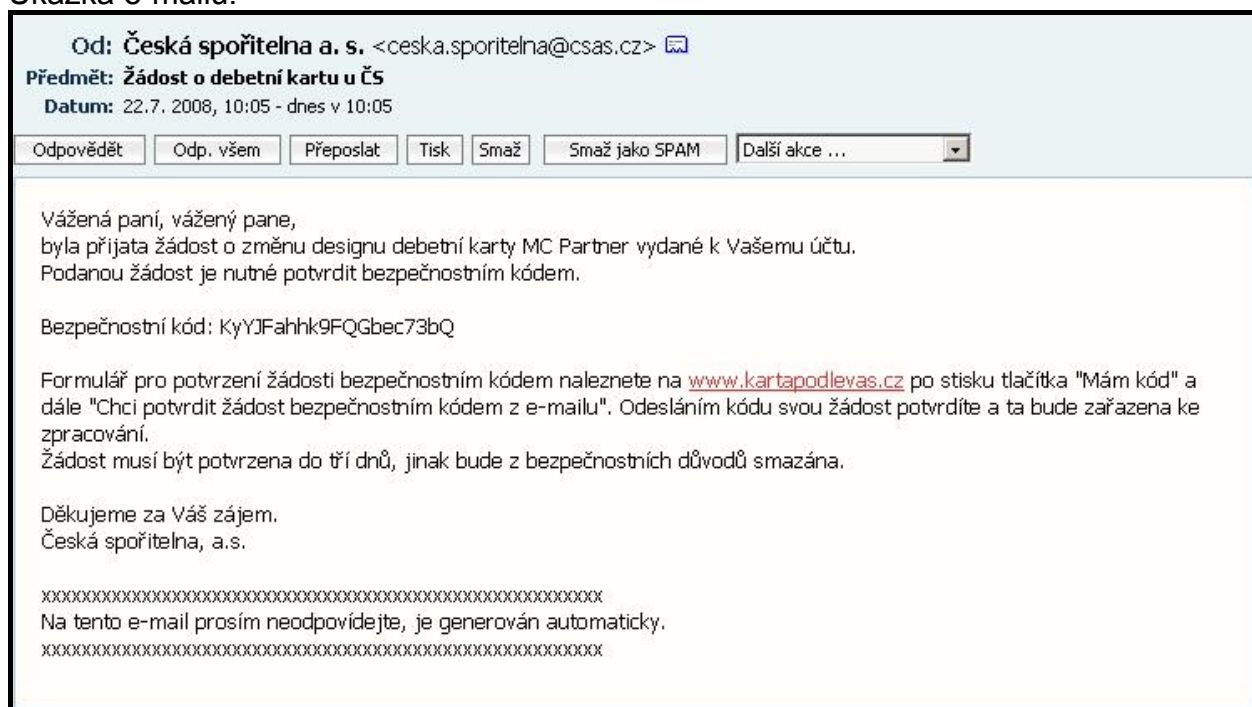 Ukázka e-mailu:
Od: Česká spořitelna a. s. <ceska.sporitelna@csas.cz>
Předmět: Žádost o debetní kartu u ČS
Datum: 22.7. 2008, 10:05 - dnes v 10:05
Odpovědět Odp. všem Přeposlat Tisk Smaž Smaž jako SPAM Další akce ...
Vážená paní, vážený pane,
byla přijata žádost o změnu designu debetní karty MC Partner vydané k Vašemu účtu.
Podanou žádost je nutné potvrdit bezpečnostním kódem.
Bezpečnostní kód: KyYJFahhk9FQGbec73bQ
Formulář pro potvrzení žádosti bezpečnostním kódem naleznete na www.kartapodlevas.cz po stisku tlačítka "Mám kód" a
dále "Chci potvrdit žádost bezpečnostním kódem z e-mailu". Odesláním kódu svou žádost potvrdíte a ta bude zařazena ke
zpracování.
Žádost musí být potvrzena do tří dnů, jinak bude z bezpečnostních důvodů smazána.
Děkujeme za Váš zájem.
Česká spořitelna, a.s.
xxxxxxxxxxxxxxxxxxxxxxxxxxxxxxxxxxxxxxxxxxxxxxxxxxxxxxxx
Na tento e-mail prosím neodpovídejte, je generován automaticky.
xxxxxxxxxxxxxxxxxxxxxxxxxxxxxxxxxxxxxxxxxxxxxxxxxxxxxxxx